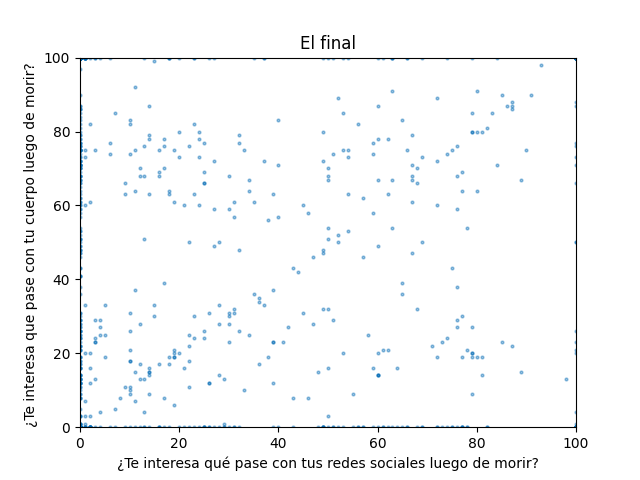 El final
¿Te interesa que pase con tu cuerpo luego de morir?
100
80
60
40
20
0
0 20 40 60 80 100
¿Te interesa qué pase con tus redes sociales luego de morir?